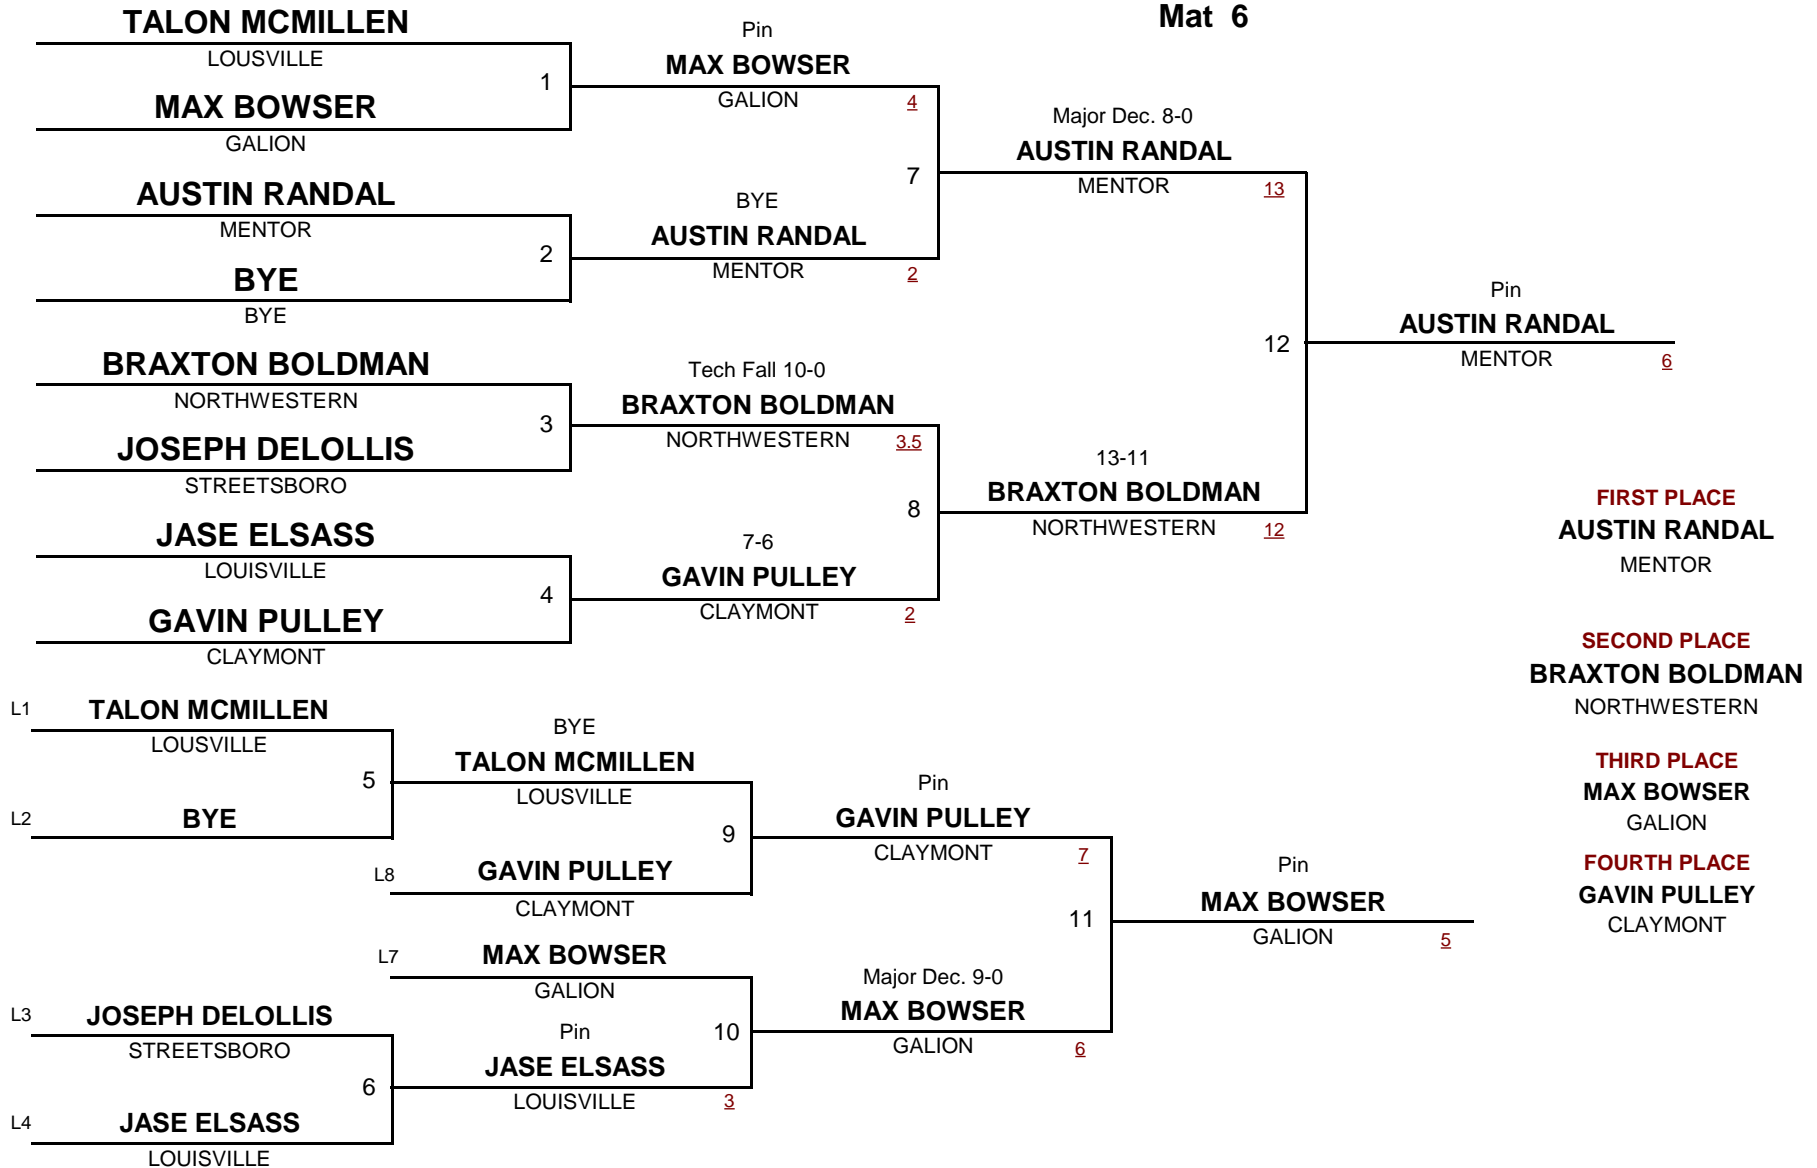 Mat 6
TALON MCMILLEN
LOUSVILLE
1
MAX BOWSER
GALION
Pin
MAX BOWSER
GALION
4
AUSTIN RANDAL
MENTOR
2
BYE
BYE
BYE
AUSTIN RANDAL
MENTOR
2
7
Major Dec. 8-0
AUSTIN RANDAL
MENTOR
13
BRAXTON BOLDMAN
NORTHWESTERN
3
JOSEPH DELOLLIS
STREETSBORO
Tech Fall 10-0
BRAXTON BOLDMAN
NORTHWESTERN
3.5
JASE ELSASS
LOUISVILLE
4
GAVIN PULLEY
CLAYMONT
7-6
GAVIN PULLEY
CLAYMONT
2
8
13-11
BRAXTON BOLDMAN
NORTHWESTERN
12
12
Pin
AUSTIN RANDAL
MENTOR
6
FIRST PLACE
AUSTIN RANDAL
MENTOR
SECOND PLACE
BRAXTON BOLDMAN
NORTHWESTERN
THIRD PLACE
MAX BOWSER
GALION
FOURTH PLACE
GAVIN PULLEY
CLAYMONT
L1
TALON MCMILLEN
LOUSVILLE
5
L2
BYE
BYE
TALON MCMILLEN
LOUSVILLE
9
L8
GAVIN PULLEY
CLAYMONT
Pin
GAVIN PULLEY
CLAYMONT
7
L7
MAX BOWSER
GALION
10
L3
JOSEPH DELOLLIS
STREETSBORO
6
L4
JASE ELSASS
LOUISVILLE
Pin
JASE ELSASS
LOUISVILLE
3
Major Dec. 9-0
MAX BOWSER
GALION
6
11
Pin
MAX BOWSER
GALION
5